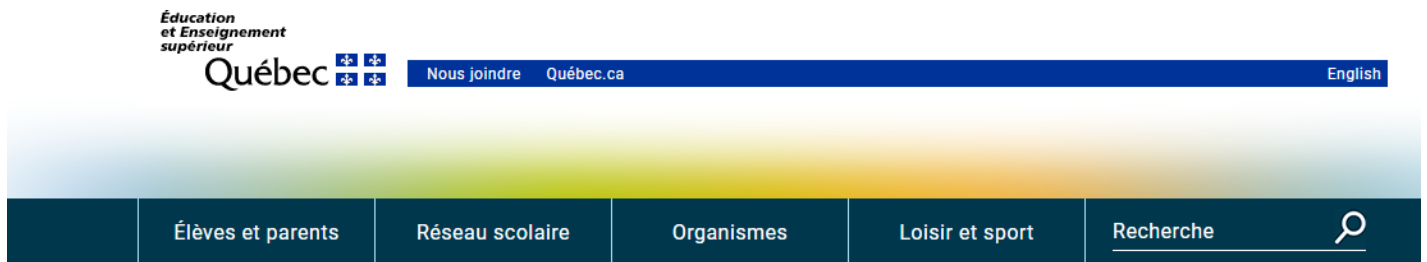 Éducation
et Enseignement
supérieur
Québec
Nous joindre Québec.ca English
Élèves et parents Réseau scolaire Organismes Loisir et sport Recherche